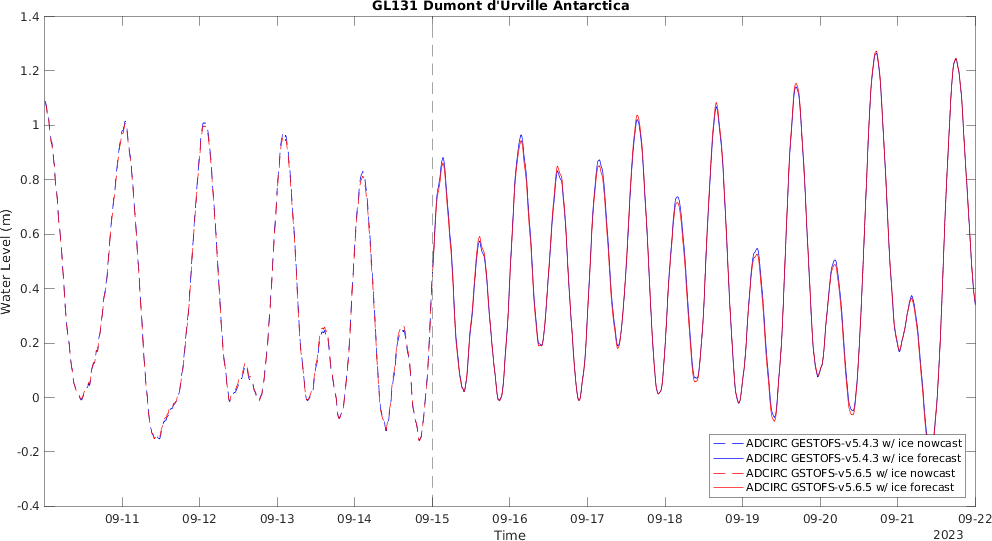 GL131 Dumont d'Urville Antarctica
Water Level (m)
1.4
1.2
1
0.8
0.6
0.4
0.2
0
-0.2
-0.4
ADCIRC GESTOFS-v5.4.3 w/ ice nowcast
ADCIRC GESTOFS-v5.4.3 w/ ice forecast
ADCIRC GSTOFS-v5.6.5 w/ ice nowcast
ADCIRC GSTOFS-v5.6.5 w/ ice forecast
09-11 09-12 09-13 09-14 09-15 09-16 09-17 09-18 09-19 09-20 09-21 09-22
Time
2023